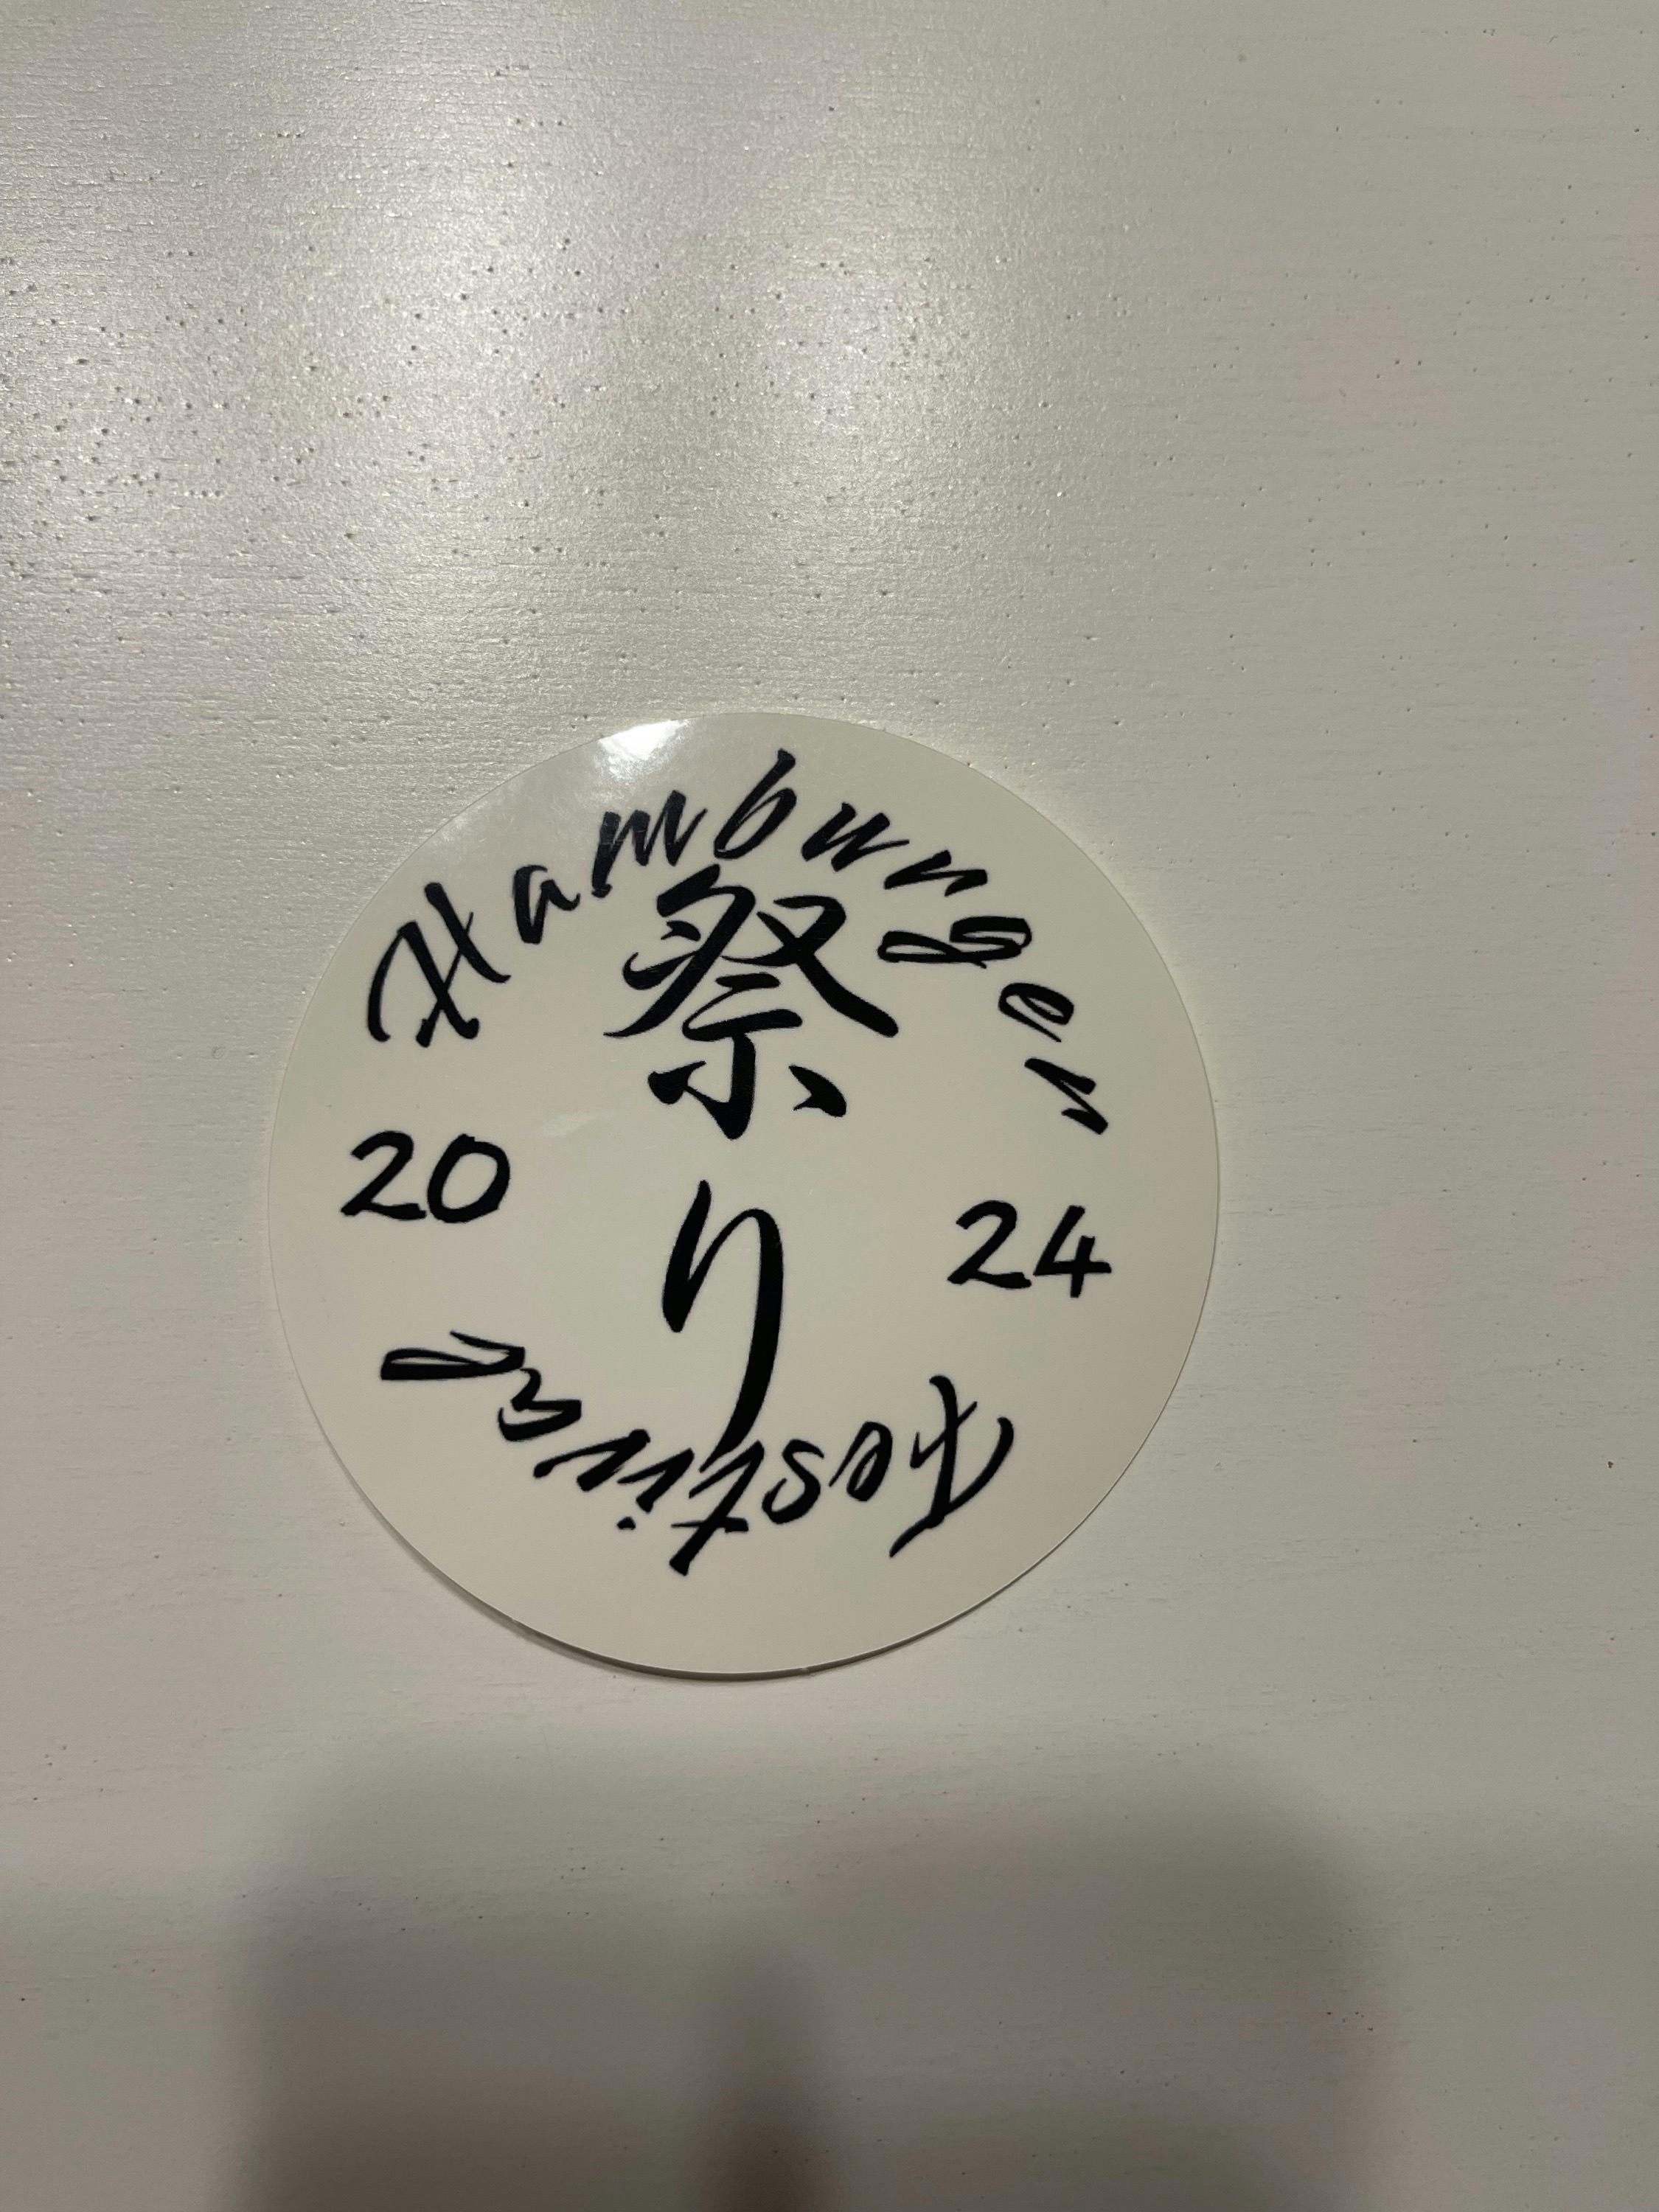 Hamburger
祭り
20 24
Festival